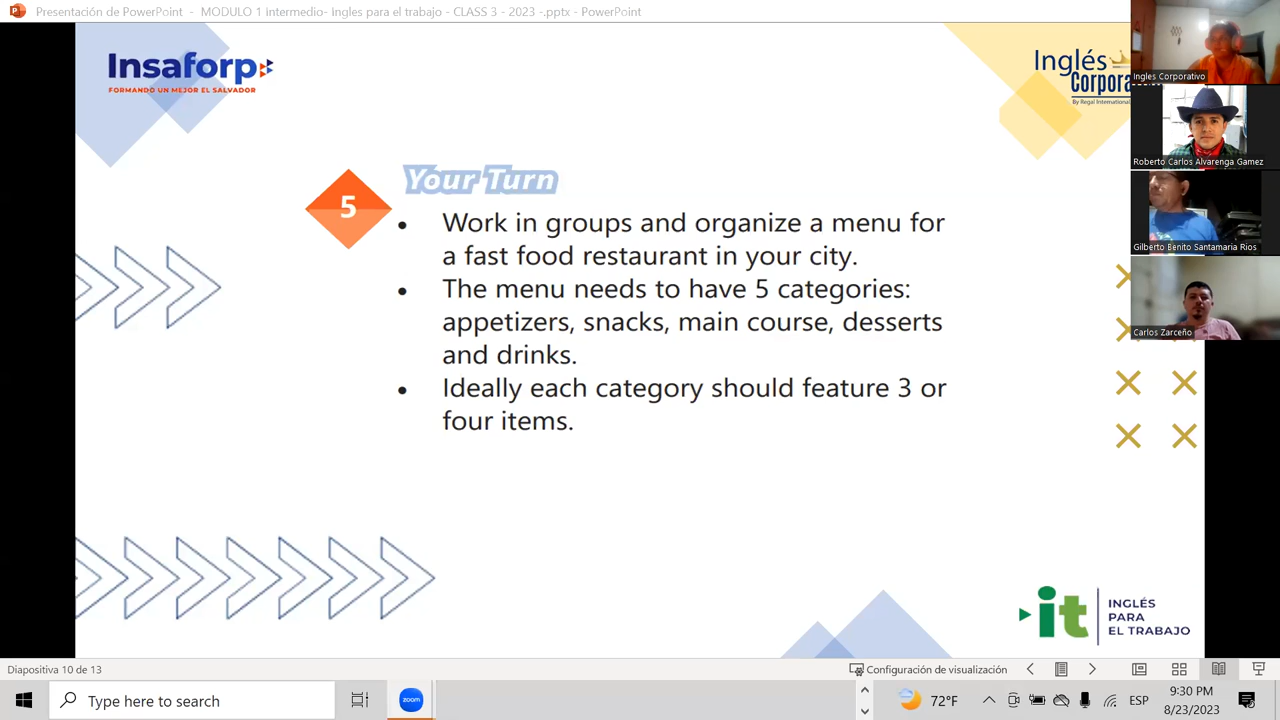 Presentación de PowerPoint - MODULO 1 Intermedio- Ingles para el trabajo - CLASS 3 - 2023 -.pptx - PowerPoint
Insaforp
FORMANDO UN MEJOR EL SALVADOR
Inglés
By Regal International
Ingles Corporativo
Roberto Carlos Alvarenga Gamez
Gilberto Benito Santamaria Rios
Carlos Zarceño
5
Your Turn
• Work in groups and organize a menu for
a fast food restaurant in your city.
• The menu needs to have 5 categories:
appetizers, snacks, main course, desserts
and drinks.
• Ideally each category should feature 3 or
four items.
it
INGLÉS
PARA
EL TRABAJO
Diapositiva 10 de 13
Configuración de visualización
Type here to search
zoom
72°F
ESP
9:30 PM
8/23/2023